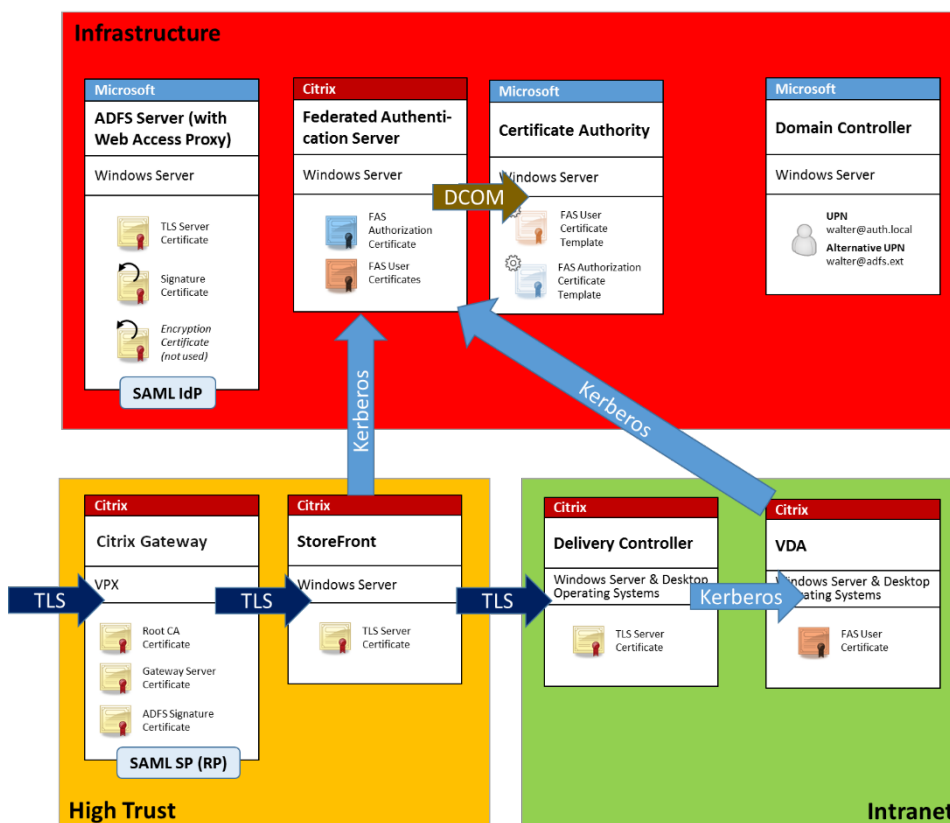 Infrastructure
Microsoft
ADFS Server (with
Web Access Proxy)
Windows Server
TLS Server
Certificate
Signature
Certificate
Encryption
Certificate
(not used)
SAML IdP
Citrix
Federated Authenti-
cation Server
Windows Server
FAS
Authorization
Certificate
FAS User
Certificates
DCOM
Microsoft
Certificate Authority
Windows Server
FAS User
Certificate
Template
FAS Authorization
Certificate
Template
Microsoft
Domain Controller
Windows Server
UPN
walter@auth.local
Alternative UPN
walter@adfs.ext
Kerberos
Kerberos
Citrix
Citrix Gateway
VPX
TLS
Root CA
Certificate
Gateway Server
Certificate
ADFS Signature
Certificate
SAML SP (RP)
Citrix
StoreFront
Windows Server
TLS
TLS Server
Certificate
High Trust
TLS
Citrix
Delivery Controller
Windows Server & Desktop
Operating Systems
TLS Server
Certificate
Kerberos
Citrix
VDA
Windows Server & Desktop
Operating Systems
FAS User
Certificate
Intranet